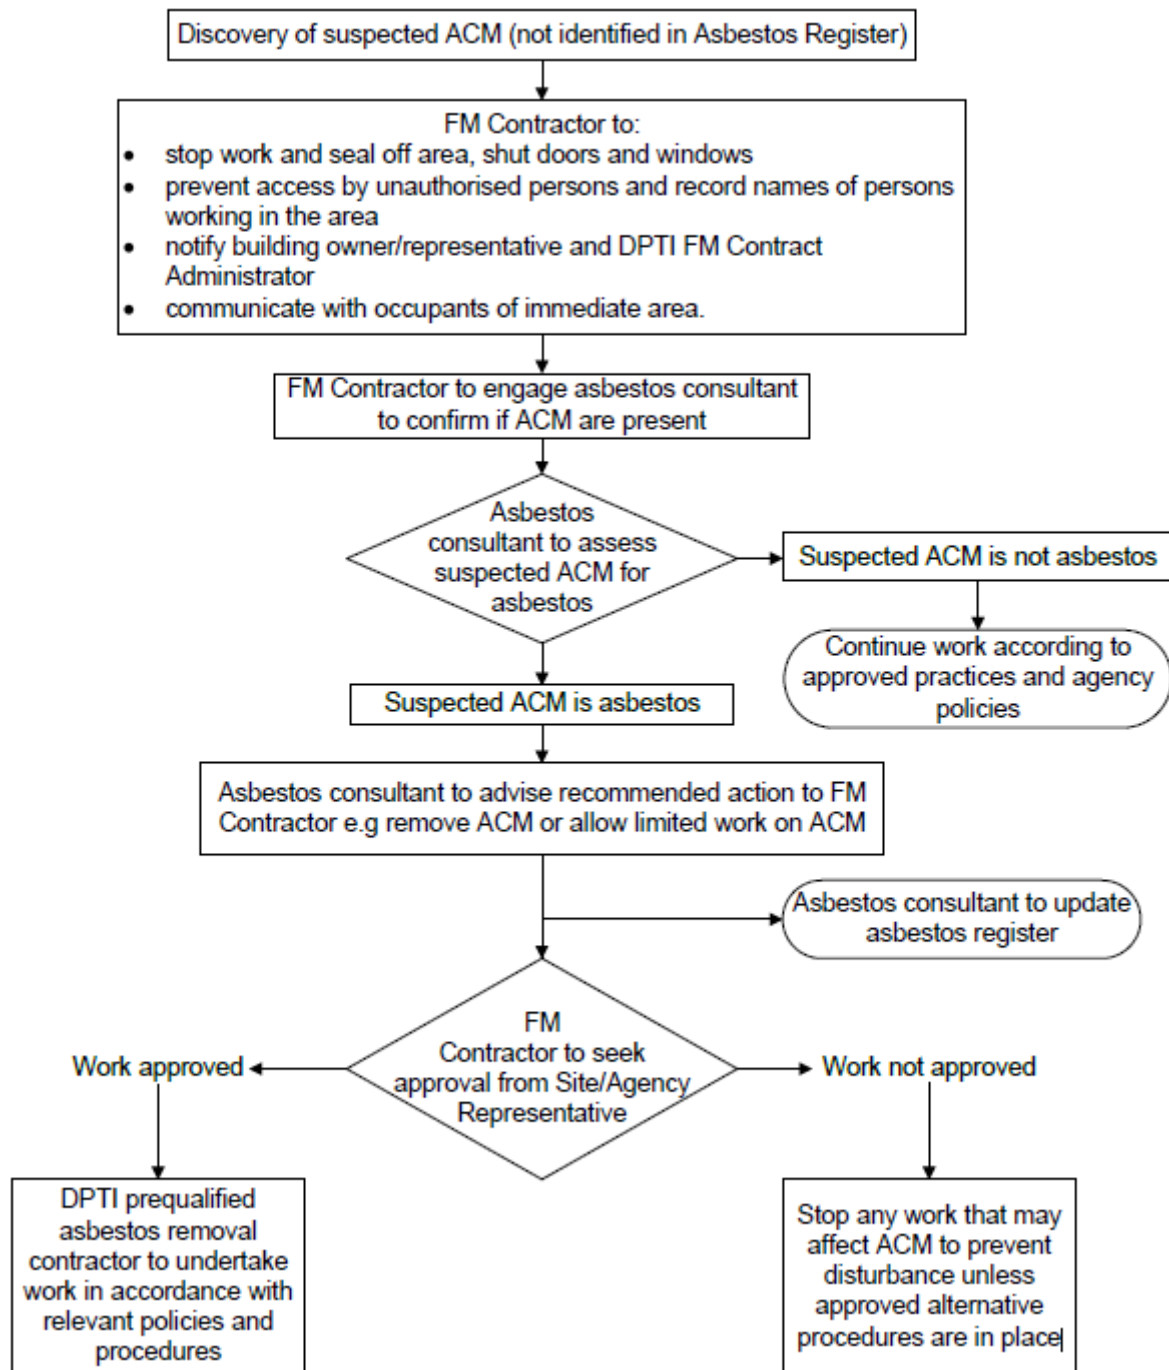 Discovery of suspected ACM (not identified in Asbestos Register)
FM Contractor to:
• stop work and seal off area, shut doors and windows
• prevent access by unauthorised persons and record names of persons
working in the area
• notify building owner/representative and DPTI FM Contract
Administrator
• communicate with occupants of immediate area.
FM Contractor to engage asbestos consultant
to confirm if ACM are present
Asbestos
consultant to assess
suspected ACM for
asbestos
Suspected ACM is not asbestos
Continue work according to
approved practices and agency
policies
Suspected ACM is asbestos
Asbestos consultant to advise recommended action to FM
Contractor e.g remove ACM or allow limited work on ACM
Asbestos consultant to update
asbestos register
FM
Contractor to seek
approval from Site/Agency
Representative
Work approved
Work not approved
DPTI prequalified
asbestos removal
contractor to undertake
work in accordance with
relevant policies and
procedures
Stop any work that may
affect ACM to prevent
disturbance unless
approved alternative
procedures are in place